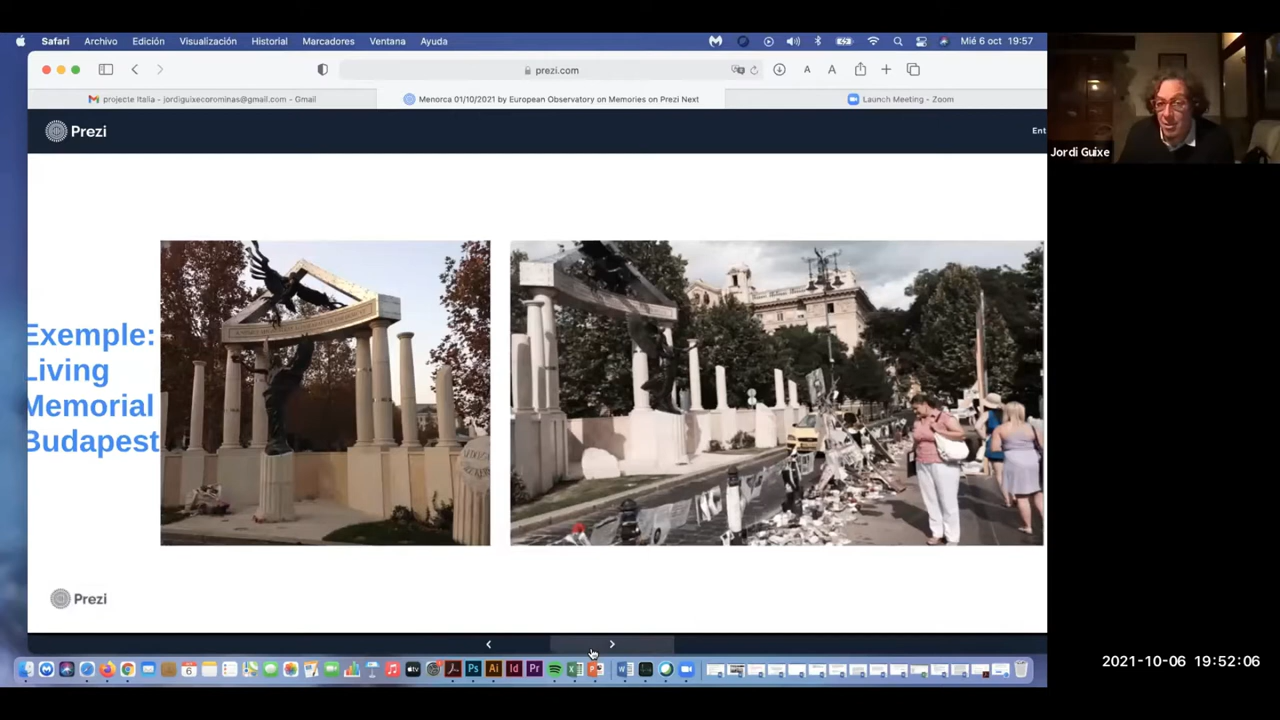 Safari Archivo Edición Visualización Historial Marcadores Ventana Ayuda
Mié 6 oct 19:57
prezi.com
A A
projecte Italia - jordiguixecorominas@gmail.com - Gmail
Menorca 01/10/2021 by European Observatory on Memories on Prezi Next
Launch Meeting - Zoom
Prezi
Ent
Jordi Guixe
Exemple:
Living
Memorial
Budapest
Prezi
2021-10-06 19:52:06